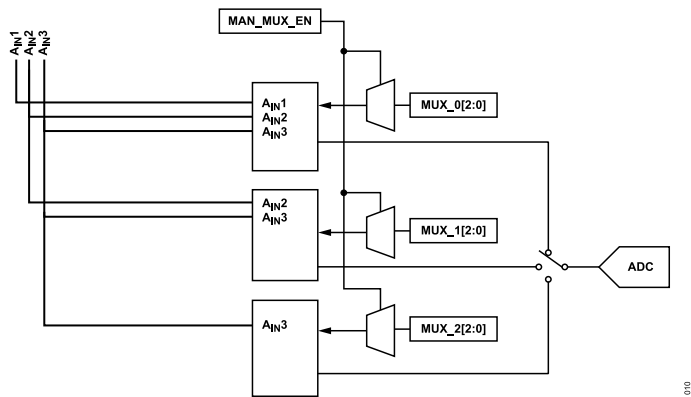 MAN_MUX_EN
AIN1
AIN2
AIN3
AIN1
AIN2
AIN3
MUX_0[2:0]
AIN2
AIN3
MUX_1[2:0]
ADC
AIN3
MUX_2[2:0]
010